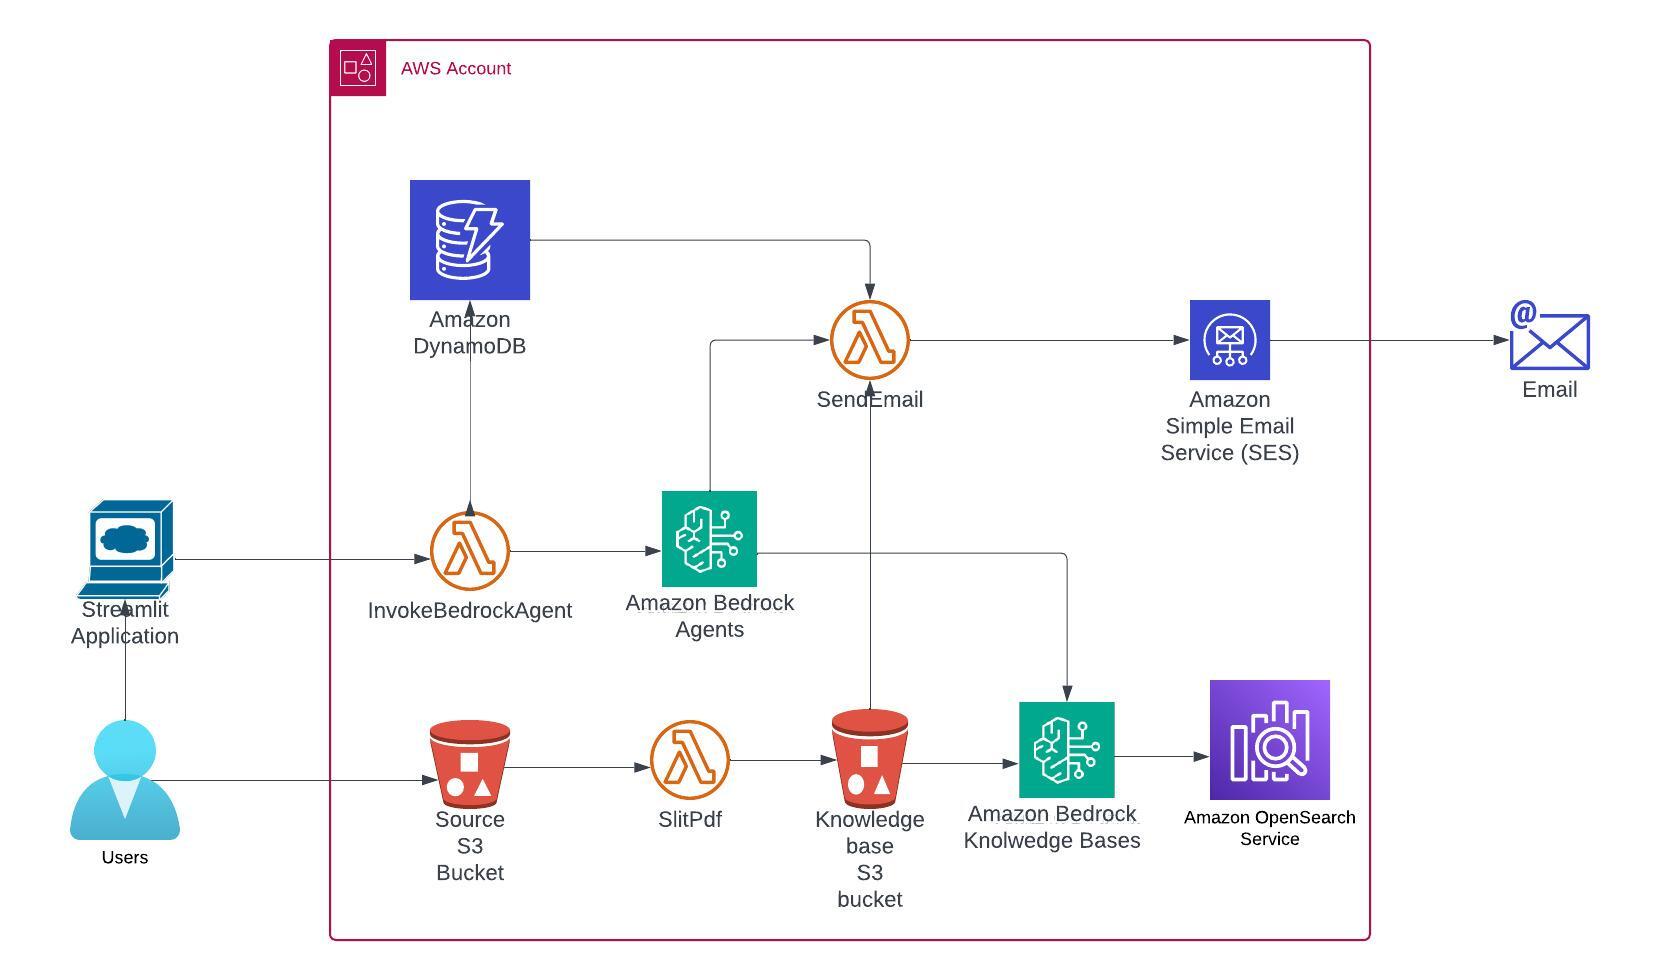 AWS Account
Amazon
DynamoDB
SendEmail
Amazon
Simple Email
Service (SES)
@
Email
Streamlit
Application
InvokeBedrockAgent
Amazon Bedrock
Agents
Users
Source
S3
Bucket
SlitPdf
Knowledge
base
S3
bucket
Amazon Bedrock
Knolwedge Bases
Amazon OpenSearch
Service